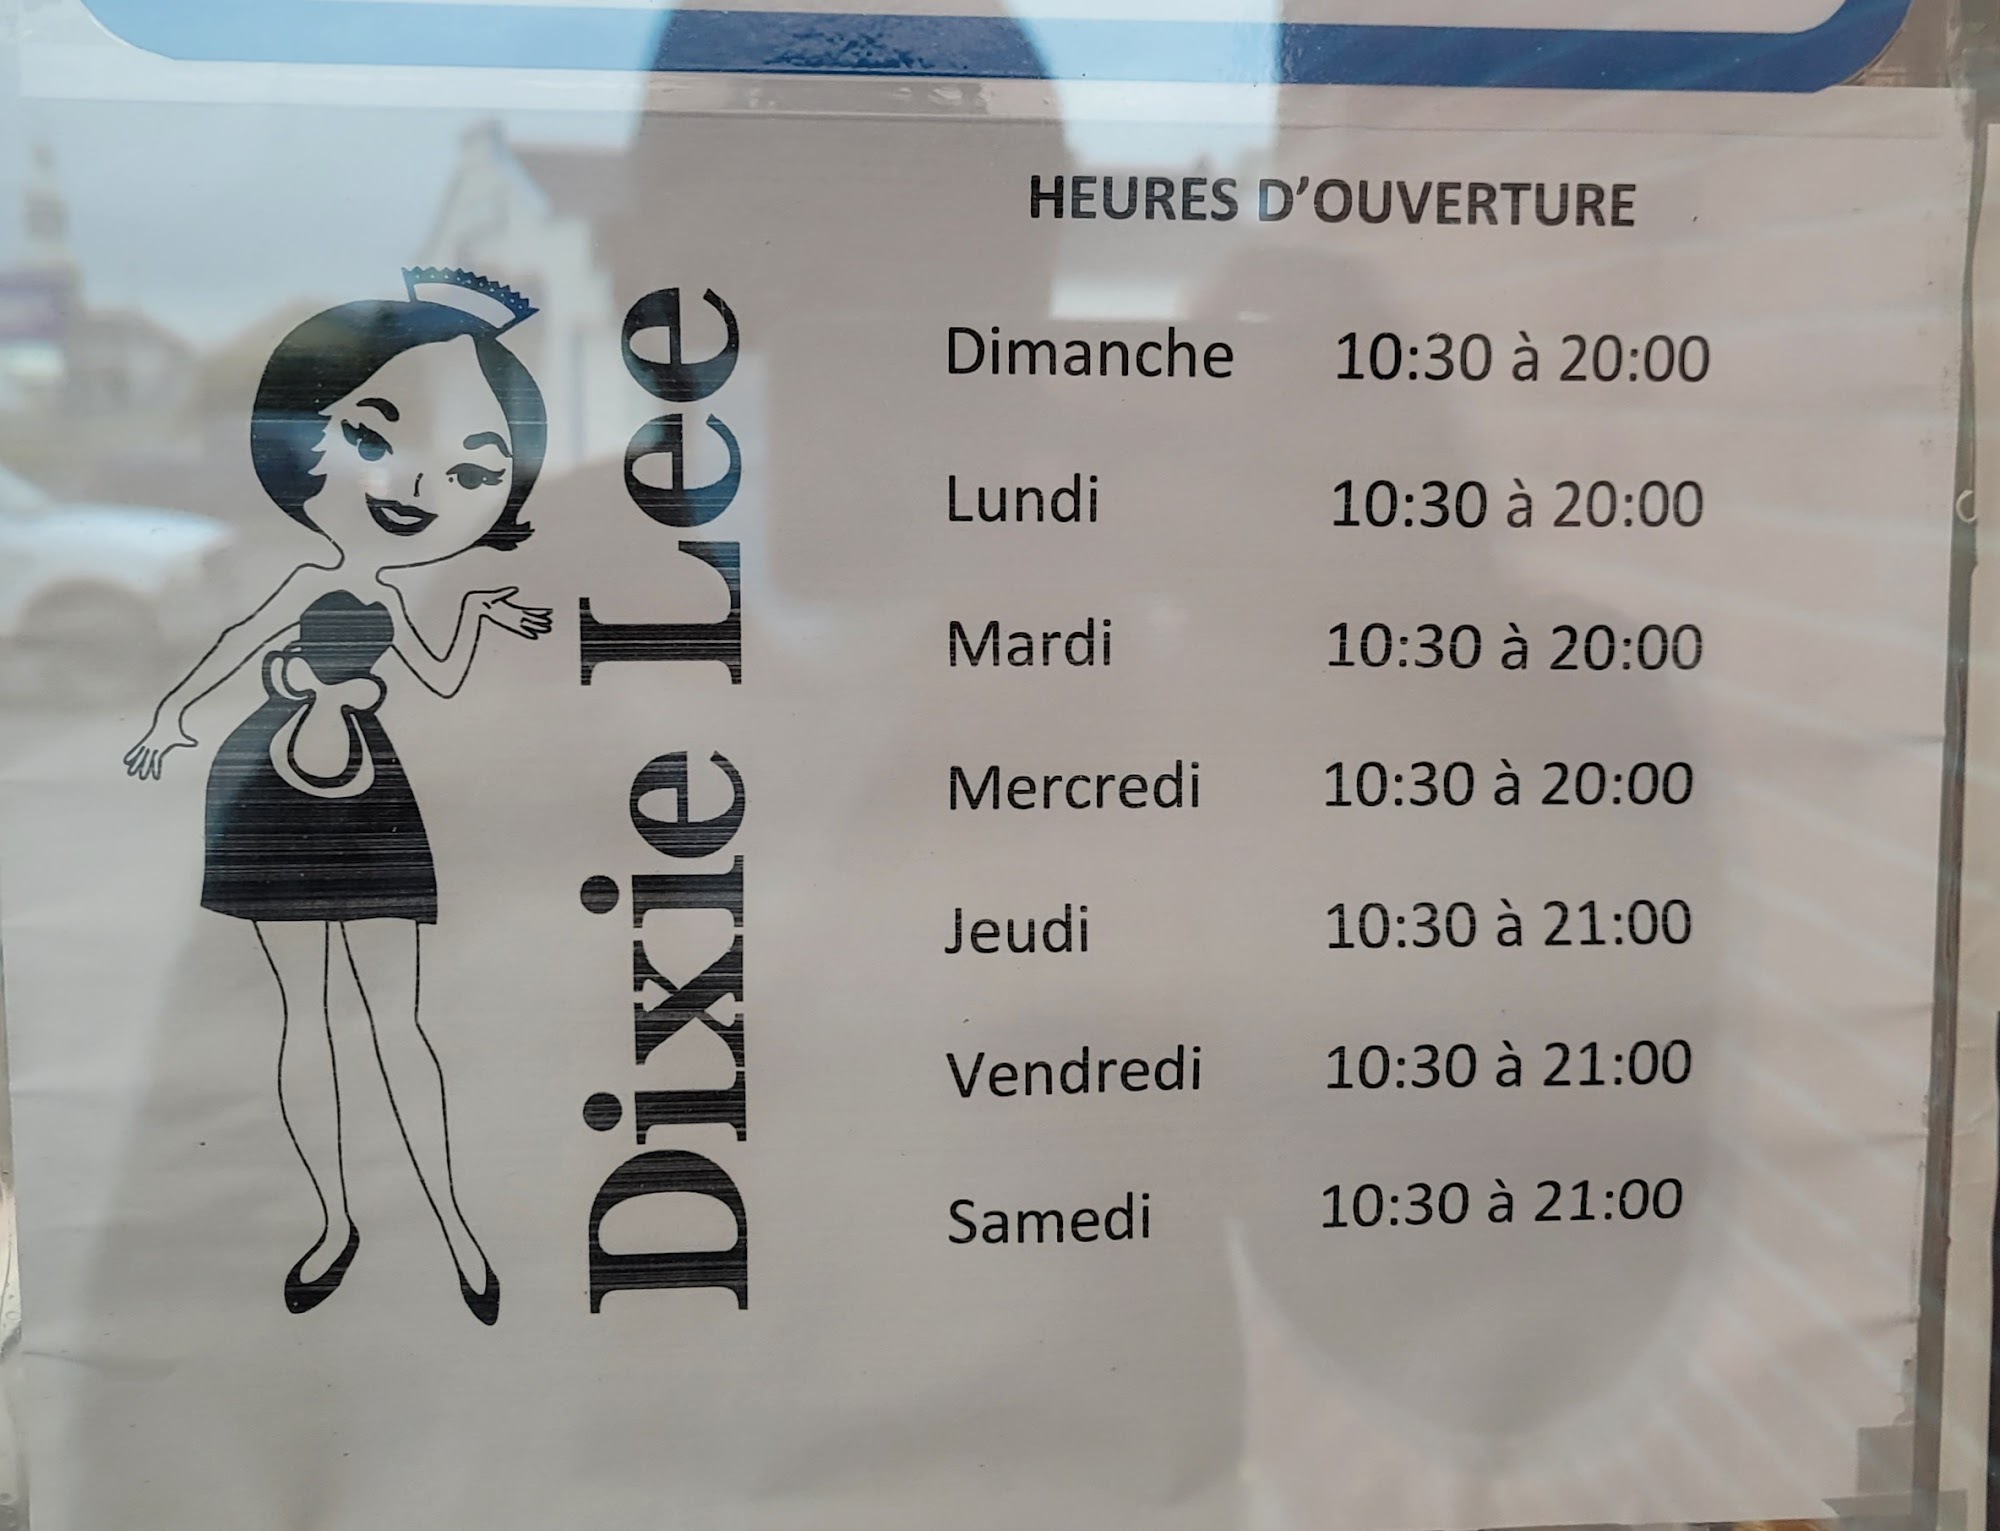 Dixie Lee
HEURES D'OUVERTURE
Dimanche 10:30 à 20:00
Lundi 10:30 à 20:00
Mardi 10:30 à 20:00
Mercredi 10:30 à 20:00
Jeudi 10:30 à 21:00
Vendredi 10:30 à 21:00
Samedi 10:30 à 21:00